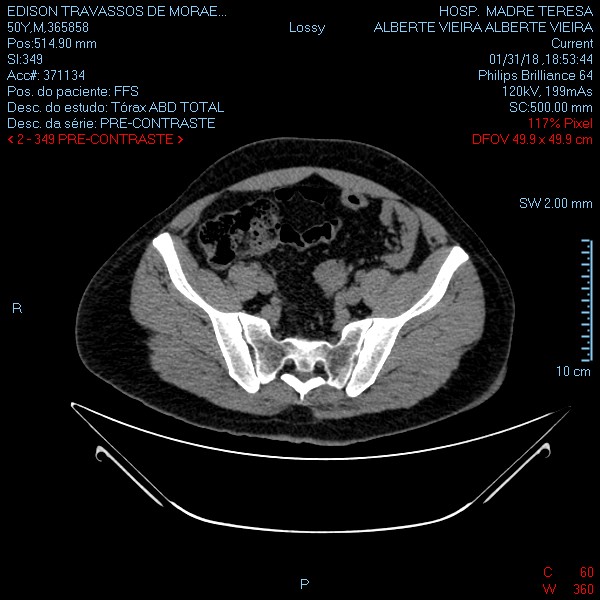 EDISON TRAVASSOS DE MORAE...
50Y,M,365858
Pos:514.90 mm
SI:349
Acc#: 371134
Pos. do paciente: FFS
Desc. do estudo: Tórax ABD TOTAL
Desc. da série: PRE-CONTRASTE
< 2 - 349 PRE-CONTRASTE >
Lossy
HOSP. MADRE TERESA
ALBERTE VIEIRA ALBERTE VIEIRA
Current
01/31/18 ,18:53:44
Philips Brilliance 64
120kV, 199mAs
SC:500.00 mm
117% Pixel
DFOV 49.9 x 49.9 cm
SW 2.00 mm
R
10 cm
P
C 60
W 360